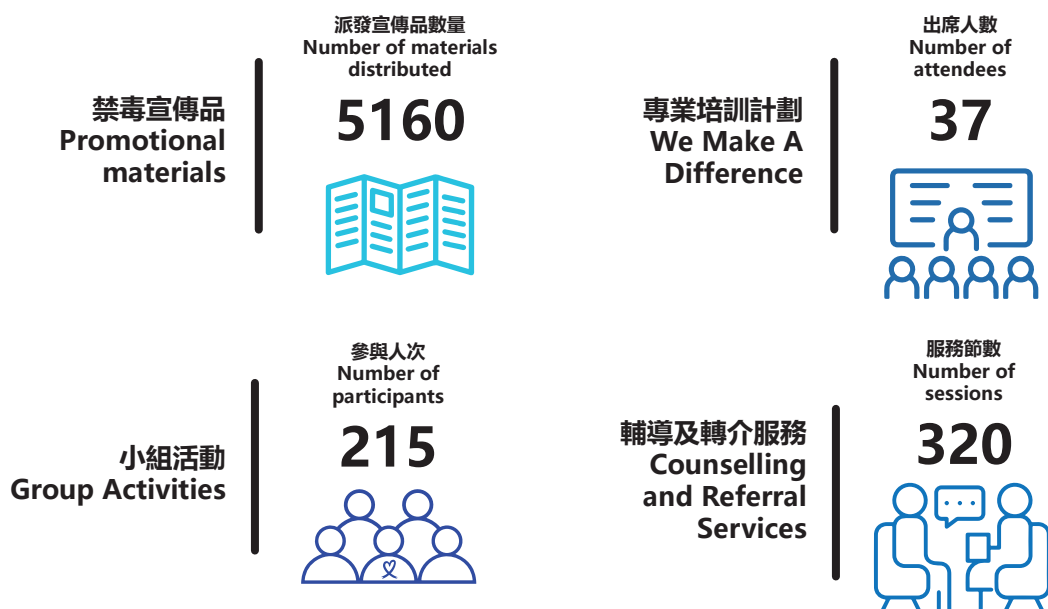 禁毒宣傳品
Promotional
materials
派發宣傳品數量
Number of materials
distributed
5160
專業培訓計劃
We Make A
Difference
出席人數
Number of
attendees
37
小組活動
Group Activities
參與人次
Number of
participants
215
輔導及轉介服務
Counselling
and Referral
Services
服務節數
Number of
sessions
320